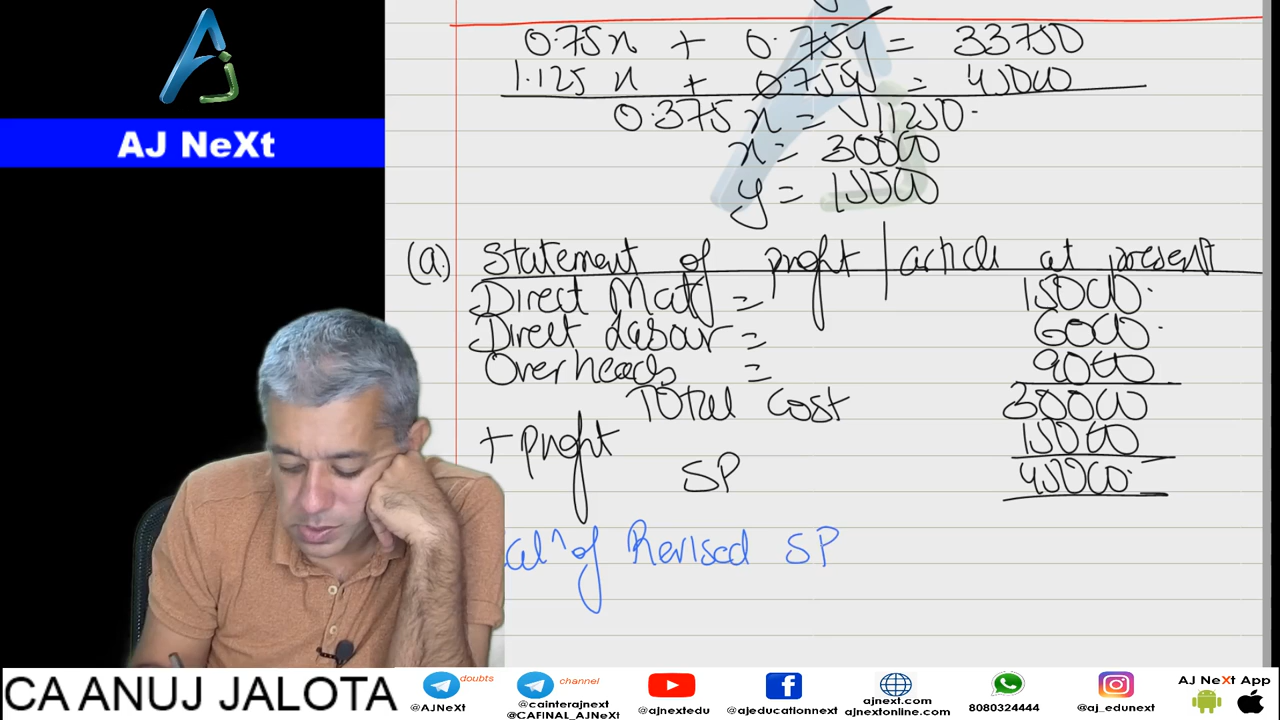 AJ NeXt
0.75x + 0.75y = 33750
1.125x + 0.75y = 45000
0.375x = 11250.
x = 30000
y = 15000
(a.) Statement of profit | article at present
Direct Matl = 15000.
Direct Labour = 6000.
Overheads = 9000
Total cost 30000
+ profit 15000
SP 45000.
of Revised SP
CA ANUJ JALOTA
doubts
@AJNeXt
channel
@cainterajnext
@CAFINAL_AJNeXt
@ajnextedu
@ajeducationnext
ajnext.com
ajnextonline.com
8080324444
@aj_edunext
AJ NeXt App